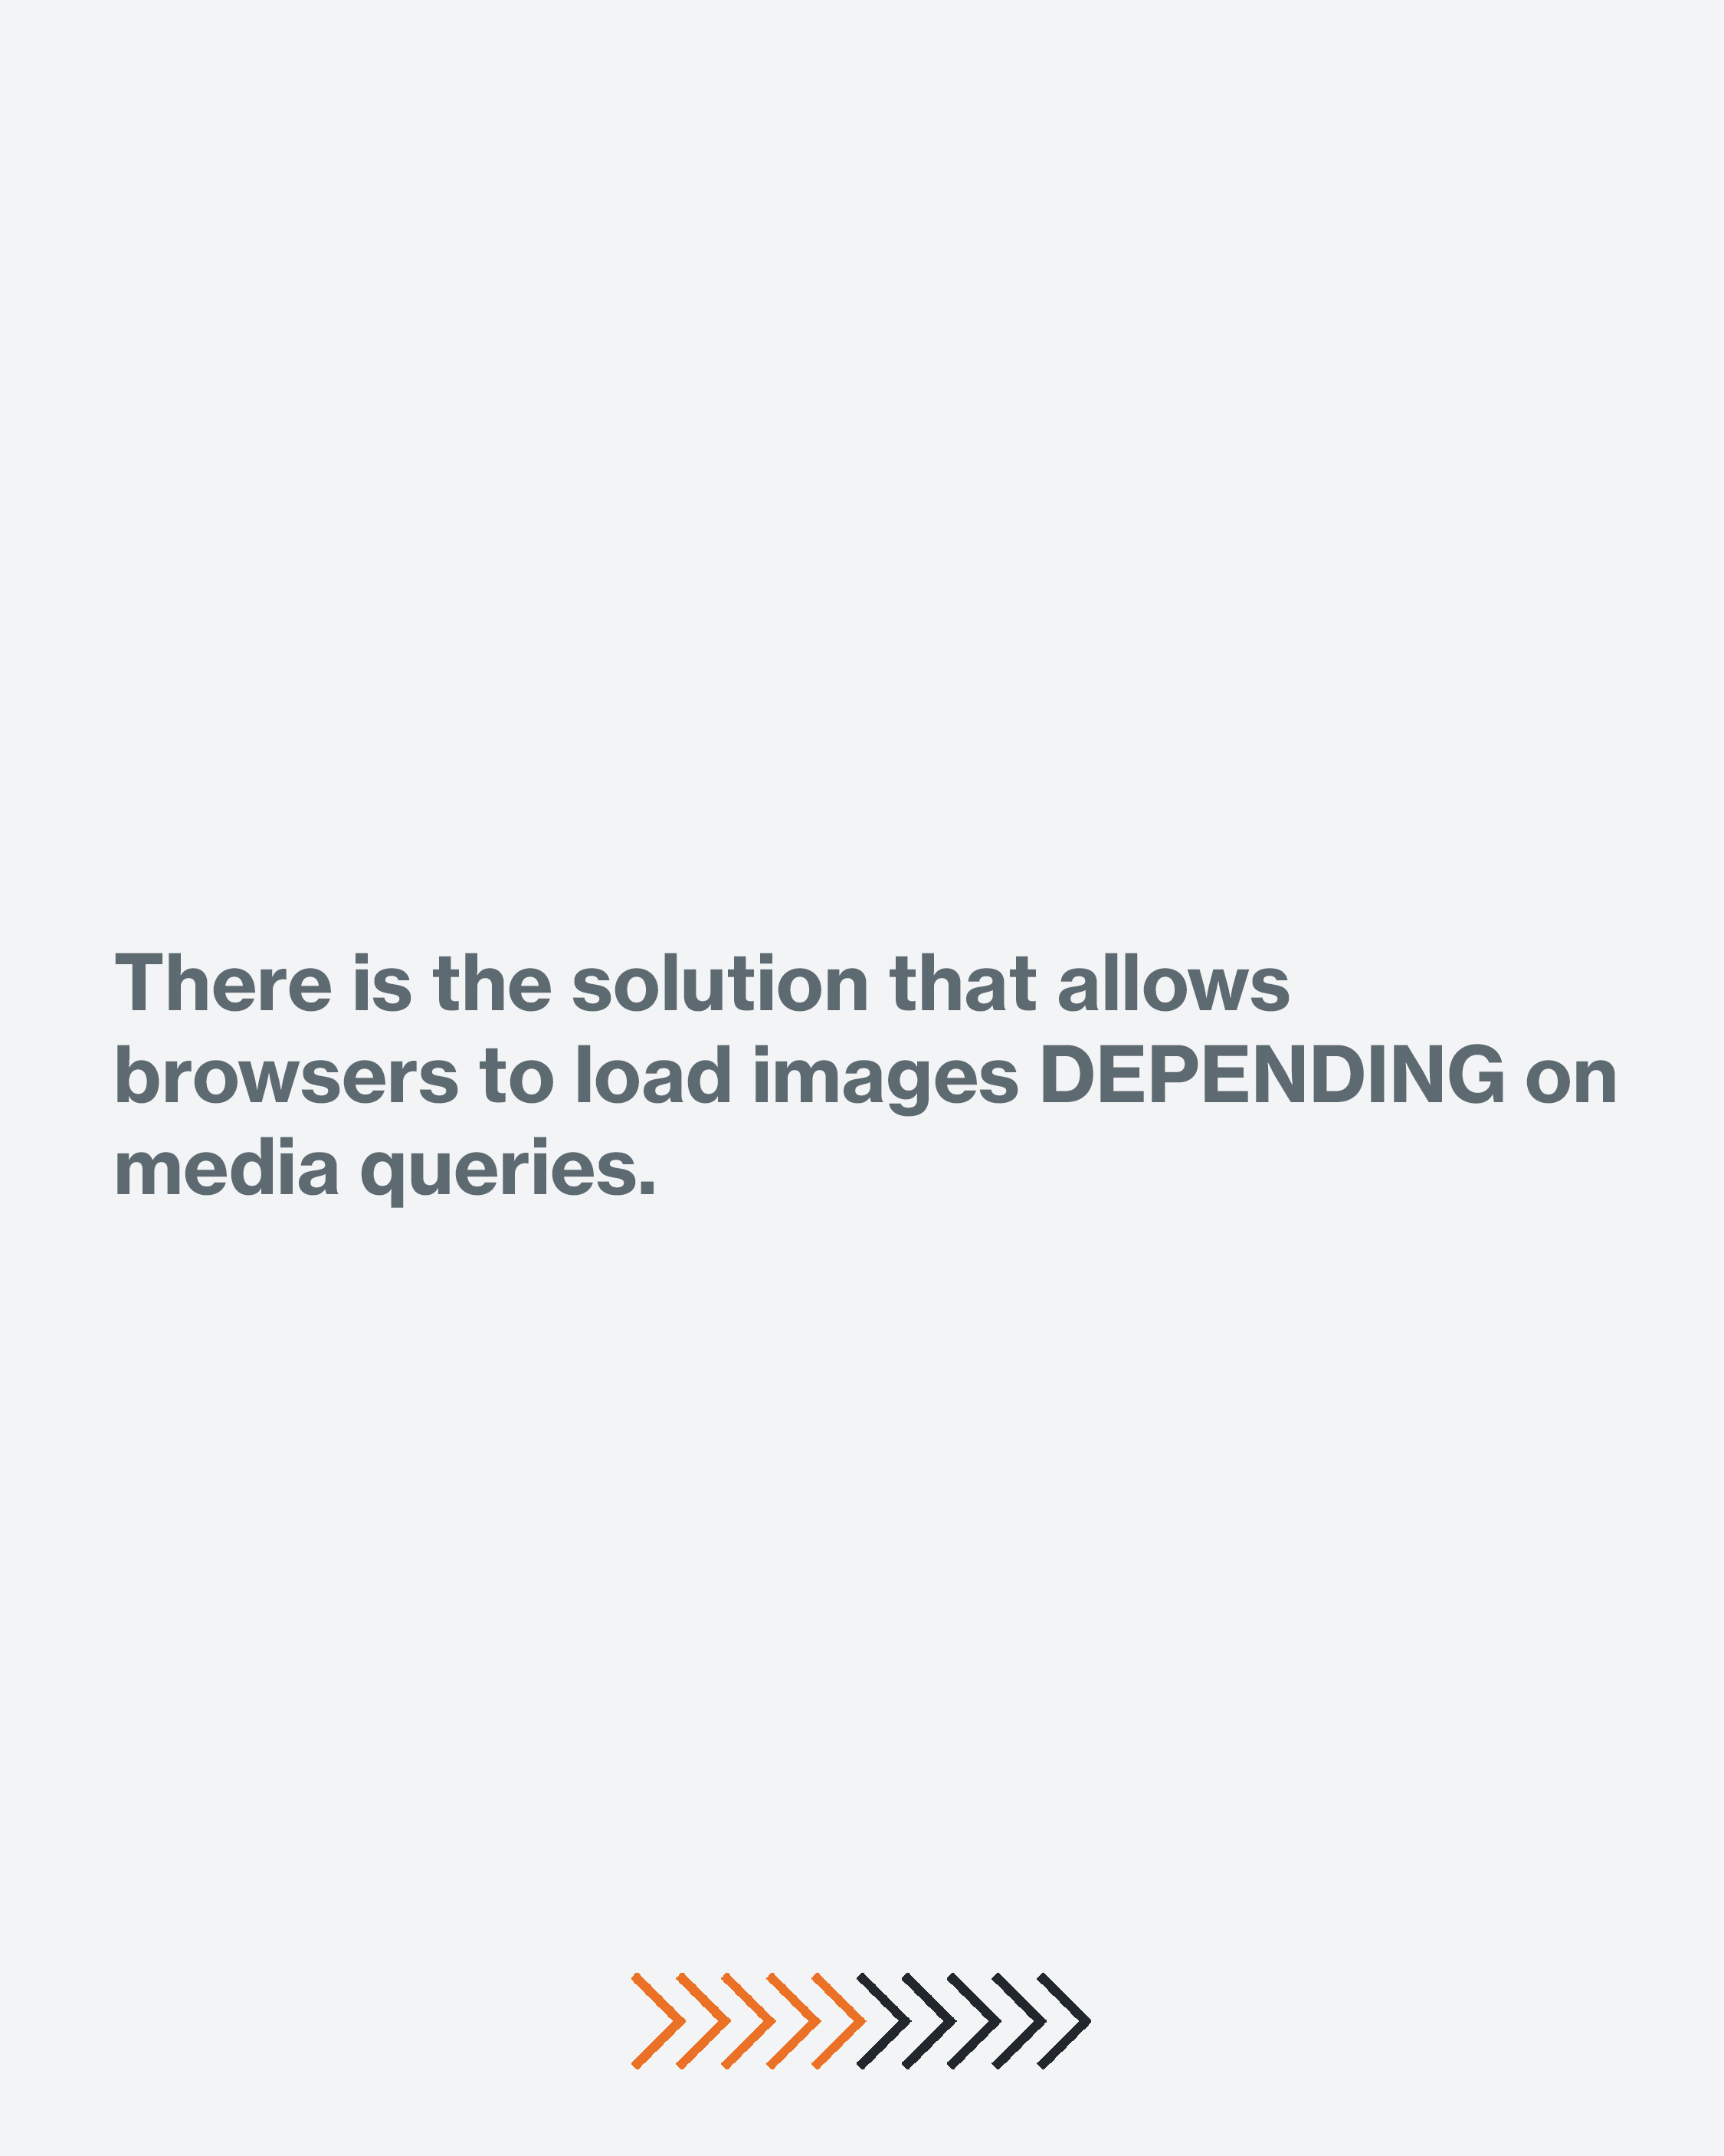 There is the solution that allows
browsers to load images DEPENDING on
media queries.